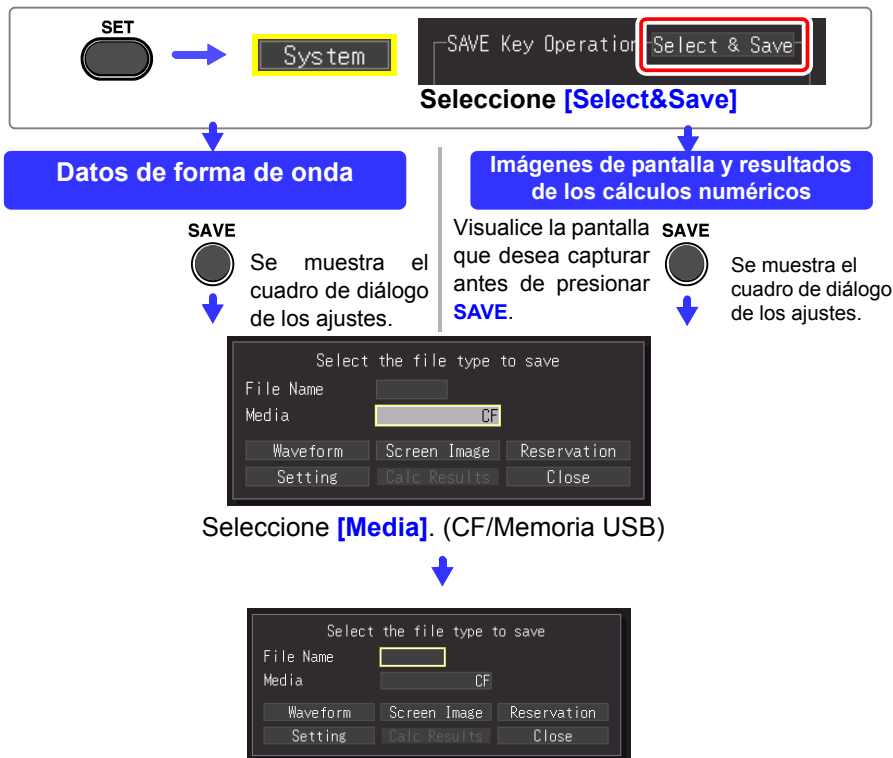 SET
System
SAVE Key Operation Select & Save
Seleccione [Select&Save]
Datos de forma de onda
Imágenes de pantalla y resultados
de los cálculos numéricos
SAVE
Se muestra el
cuadro de diálogo
de los ajustes.
Visualice la pantalla
que desea capturar
antes de presionar
SAVE.
SAVE
Se muestra el
cuadro de diálogo
de los ajustes.
Select the file type to save
File Name
Media CF
Waveform Screen Image Reservation
Setting Calc Results Close
Seleccione [Media]. (CF/Memoria USB)
Select the file type to save
File Name
Media CF
Waveform Screen Image Reservation
Setting Calc Results Close